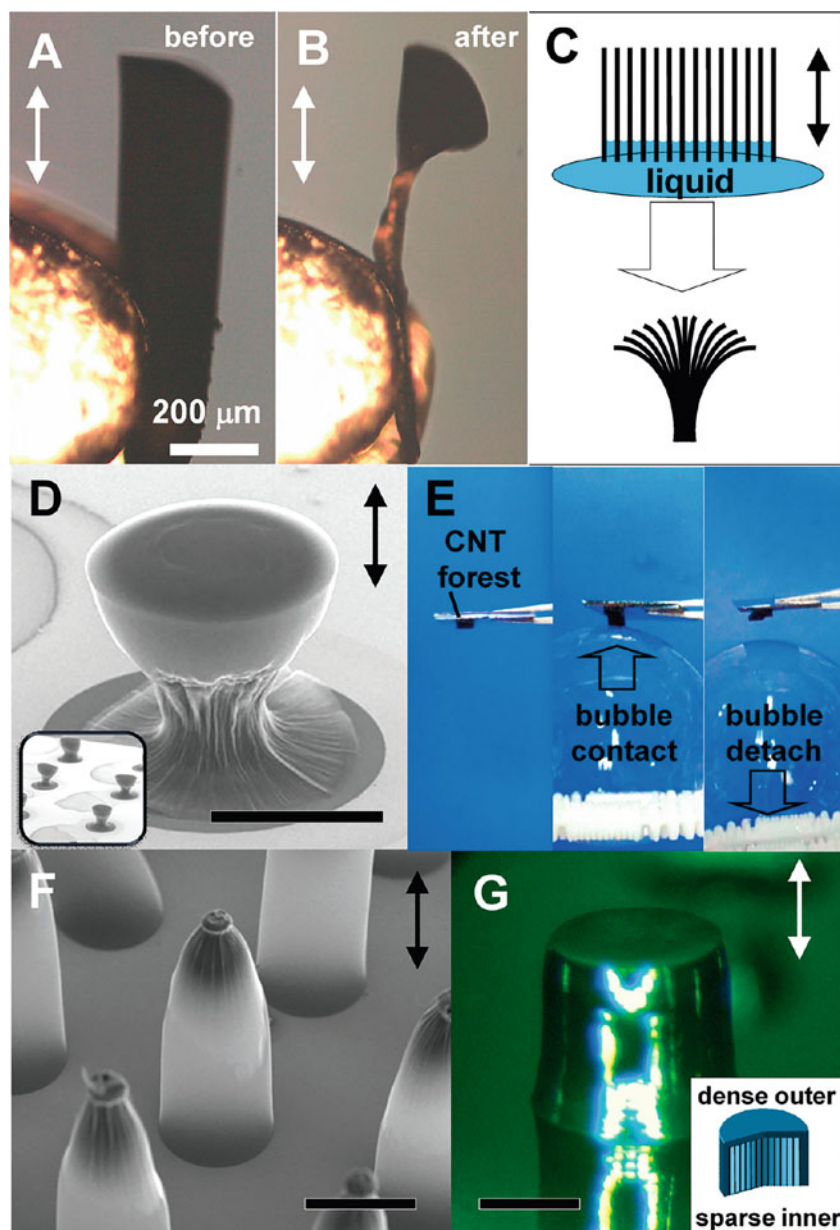 A
before
B
after
C
liquid
200 μm
D
E
CNT
forest
bubble
contact
bubble
detach
F
G
dense outer
sparse inner